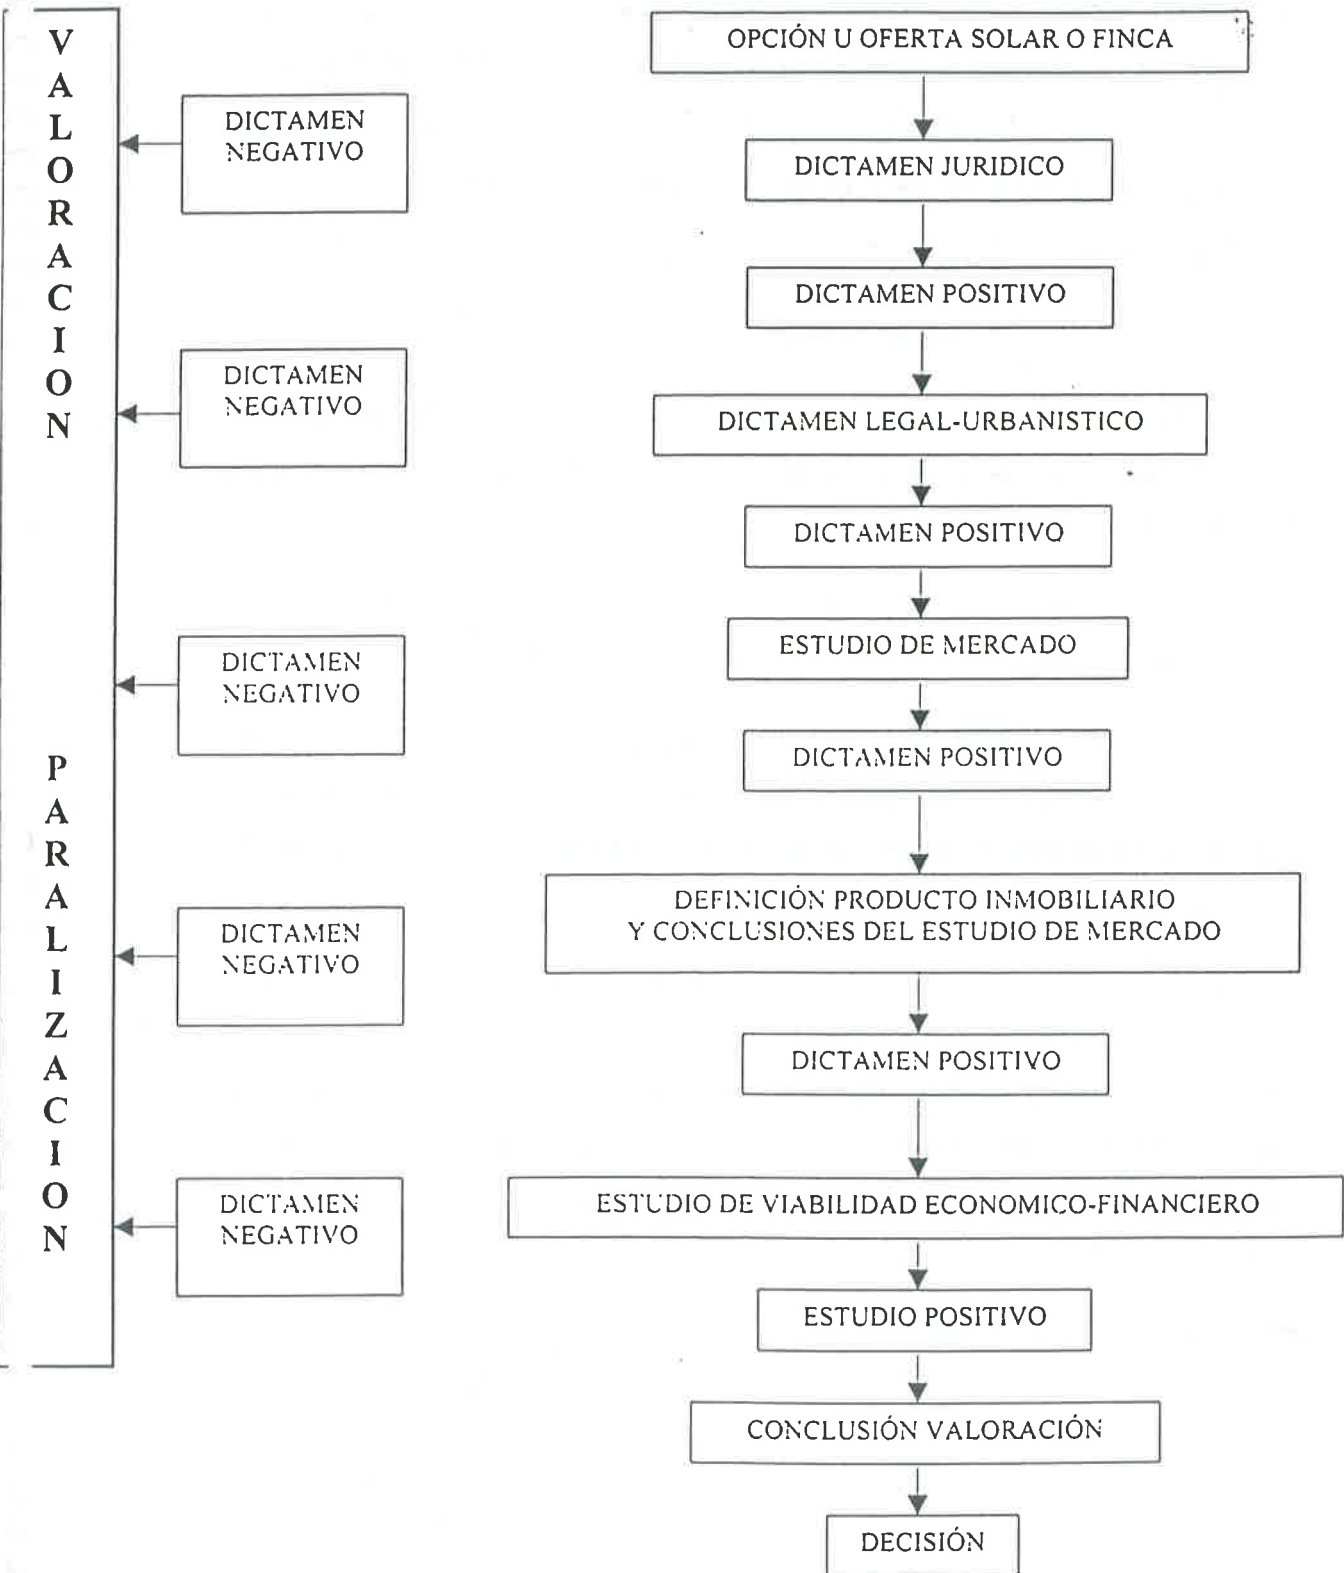 VALORACION
PARALIZACION
DICTAMEN
NEGATIVO
DICTAMEN
NEGATIVO
DICTAMEN
NEGATIVO
DICTAMEN
NEGATIVO
DICTAMEN
NEGATIVO
OPCIÓN U OFERTA SOLAR O FINCA
DICTAMEN JURIDICO
DICTAMEN POSITIVO
DICTAMEN LEGAL-URBANISTICO
DICTAMEN POSITIVO
ESTUDIO DE MERCADO
DICTAMEN POSITIVO
DEFINICIÓN PRODUCTO INMOBILIARIO
Y CONCLUSIONES DEL ESTUDIO DE MERCADO
DICTAMEN POSITIVO
ESTUDIO DE VIABILIDAD ECONOMICO-FINANCIERO
ESTUDIO POSITIVO
CONCLUSIÓN VALORACIÓN
DECISIÓN